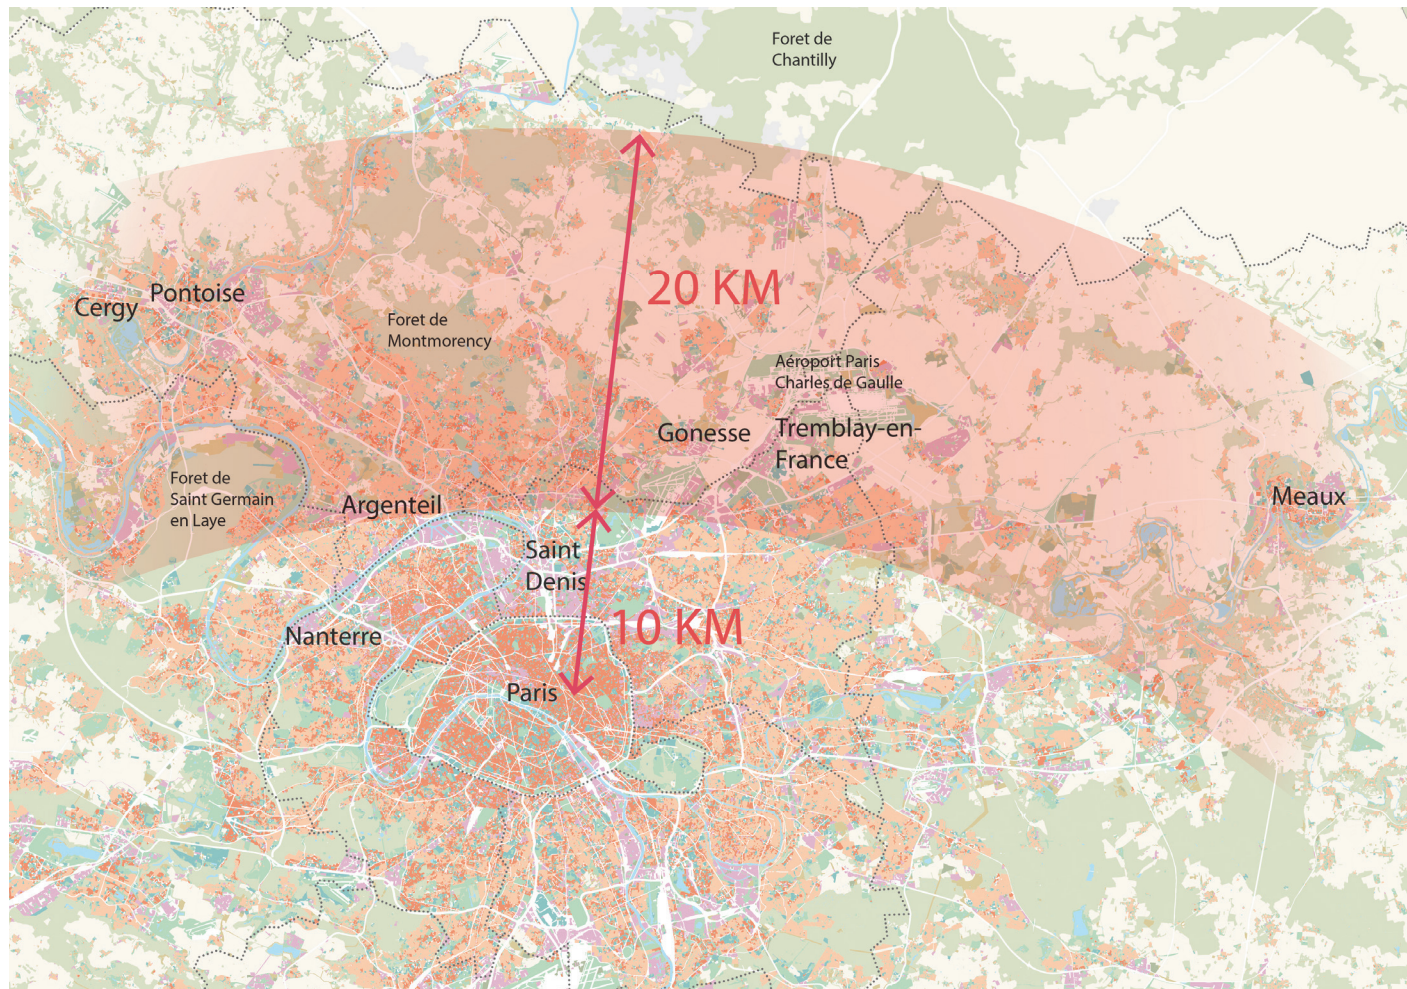 Foret de
Chantilly
20 KM
Pontoise
Cergy
Foret de
Montmorency
Aéroport Paris
Charles de Gaulle
Gonesse
Tremblay-en-
France
Foret de
Saint Germain
en Laye
Argenteil
Meaux
Saint
Denis
10 KM
Nanterre
Paris